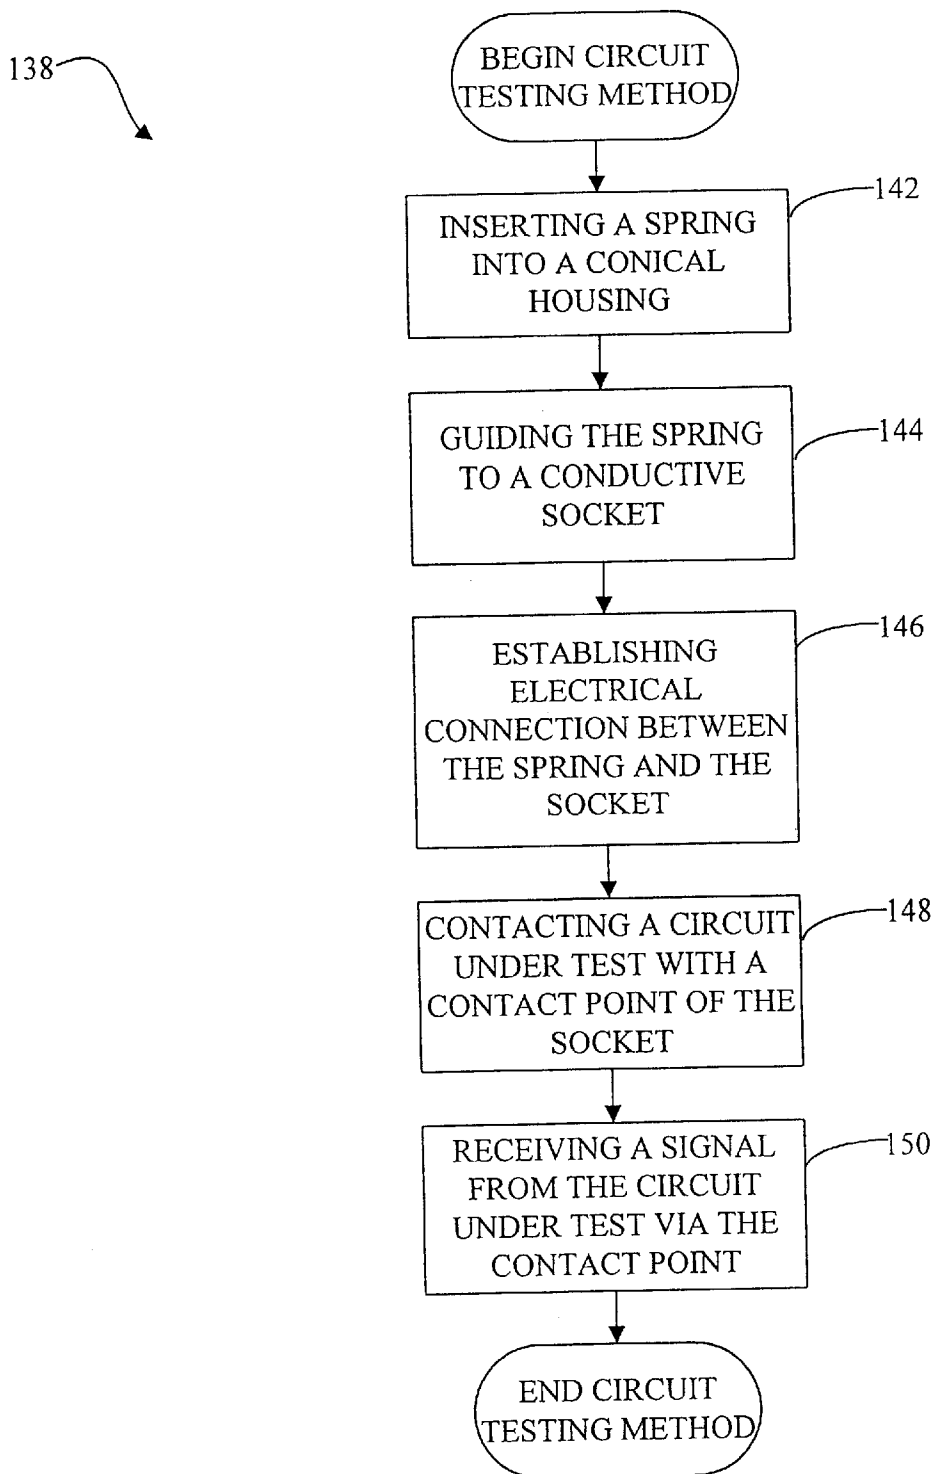 138
BEGIN CIRCUIT
TESTING METHOD
142
INSERTING A SPRING
INTO A CONICAL
HOUSING
144
GUIDING THE SPRING
TO A CONDUCTIVE
SOCKET
146
ESTABLISHING
ELECTRICAL
CONNECTION BETWEEN
THE SPRING AND THE
SOCKET
148
CONTACTING A CIRCUIT
UNDER TEST WITH A
CONTACT POINT OF THE
SOCKET
150
RECEIVING A SIGNAL
FROM THE CIRCUIT
UNDER TEST VIA THE
CONTACT POINT
END CIRCUIT
TESTING METHOD